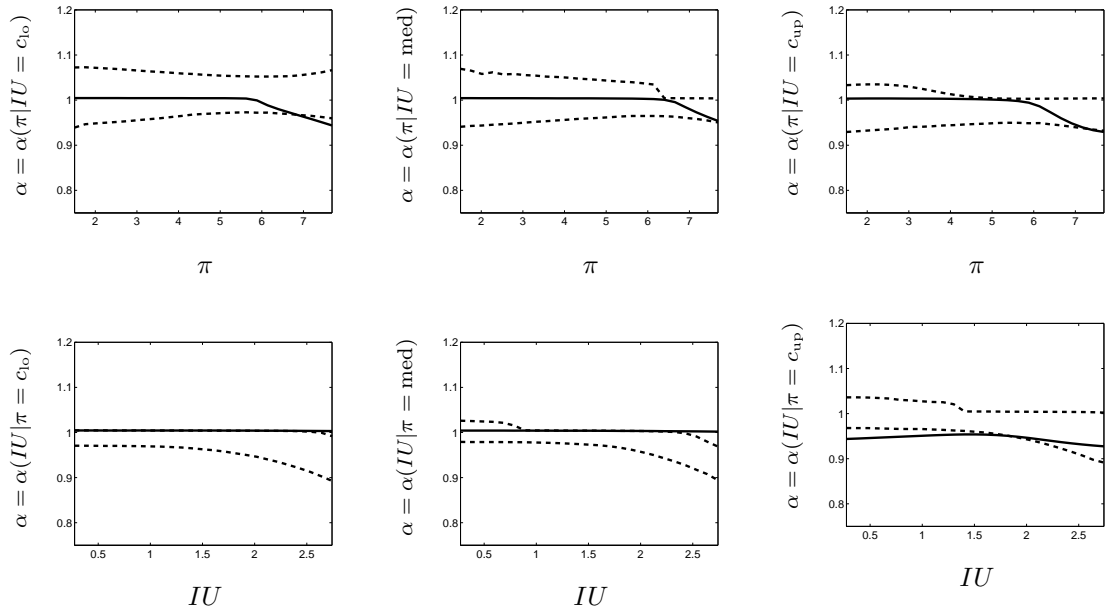 α = α(π|IU = c_lo)
1.2
1.1
1
0.9
0.8
2 3 4 5 6 7
π
α = α(π|IU = med)
1.2
1.1
1
0.9
0.8
2 3 4 5 6 7
π
α = α(π|IU = c_up)
1.2
1.1
1
0.9
0.8
2 3 4 5 6 7
π
α = α(IU|π = c_lo)
1.2
1.1
1
0.9
0.8
0.5 1 1.5 2 2.5
IU
α = α(IU|π = med)
1.2
1.1
1
0.9
0.8
0.5 1 1.5 2 2.5
IU
α = α(IU|π = c_up)
1.2
1.1
1
0.9
0.8
0.5 1 1.5 2 2.5
IU